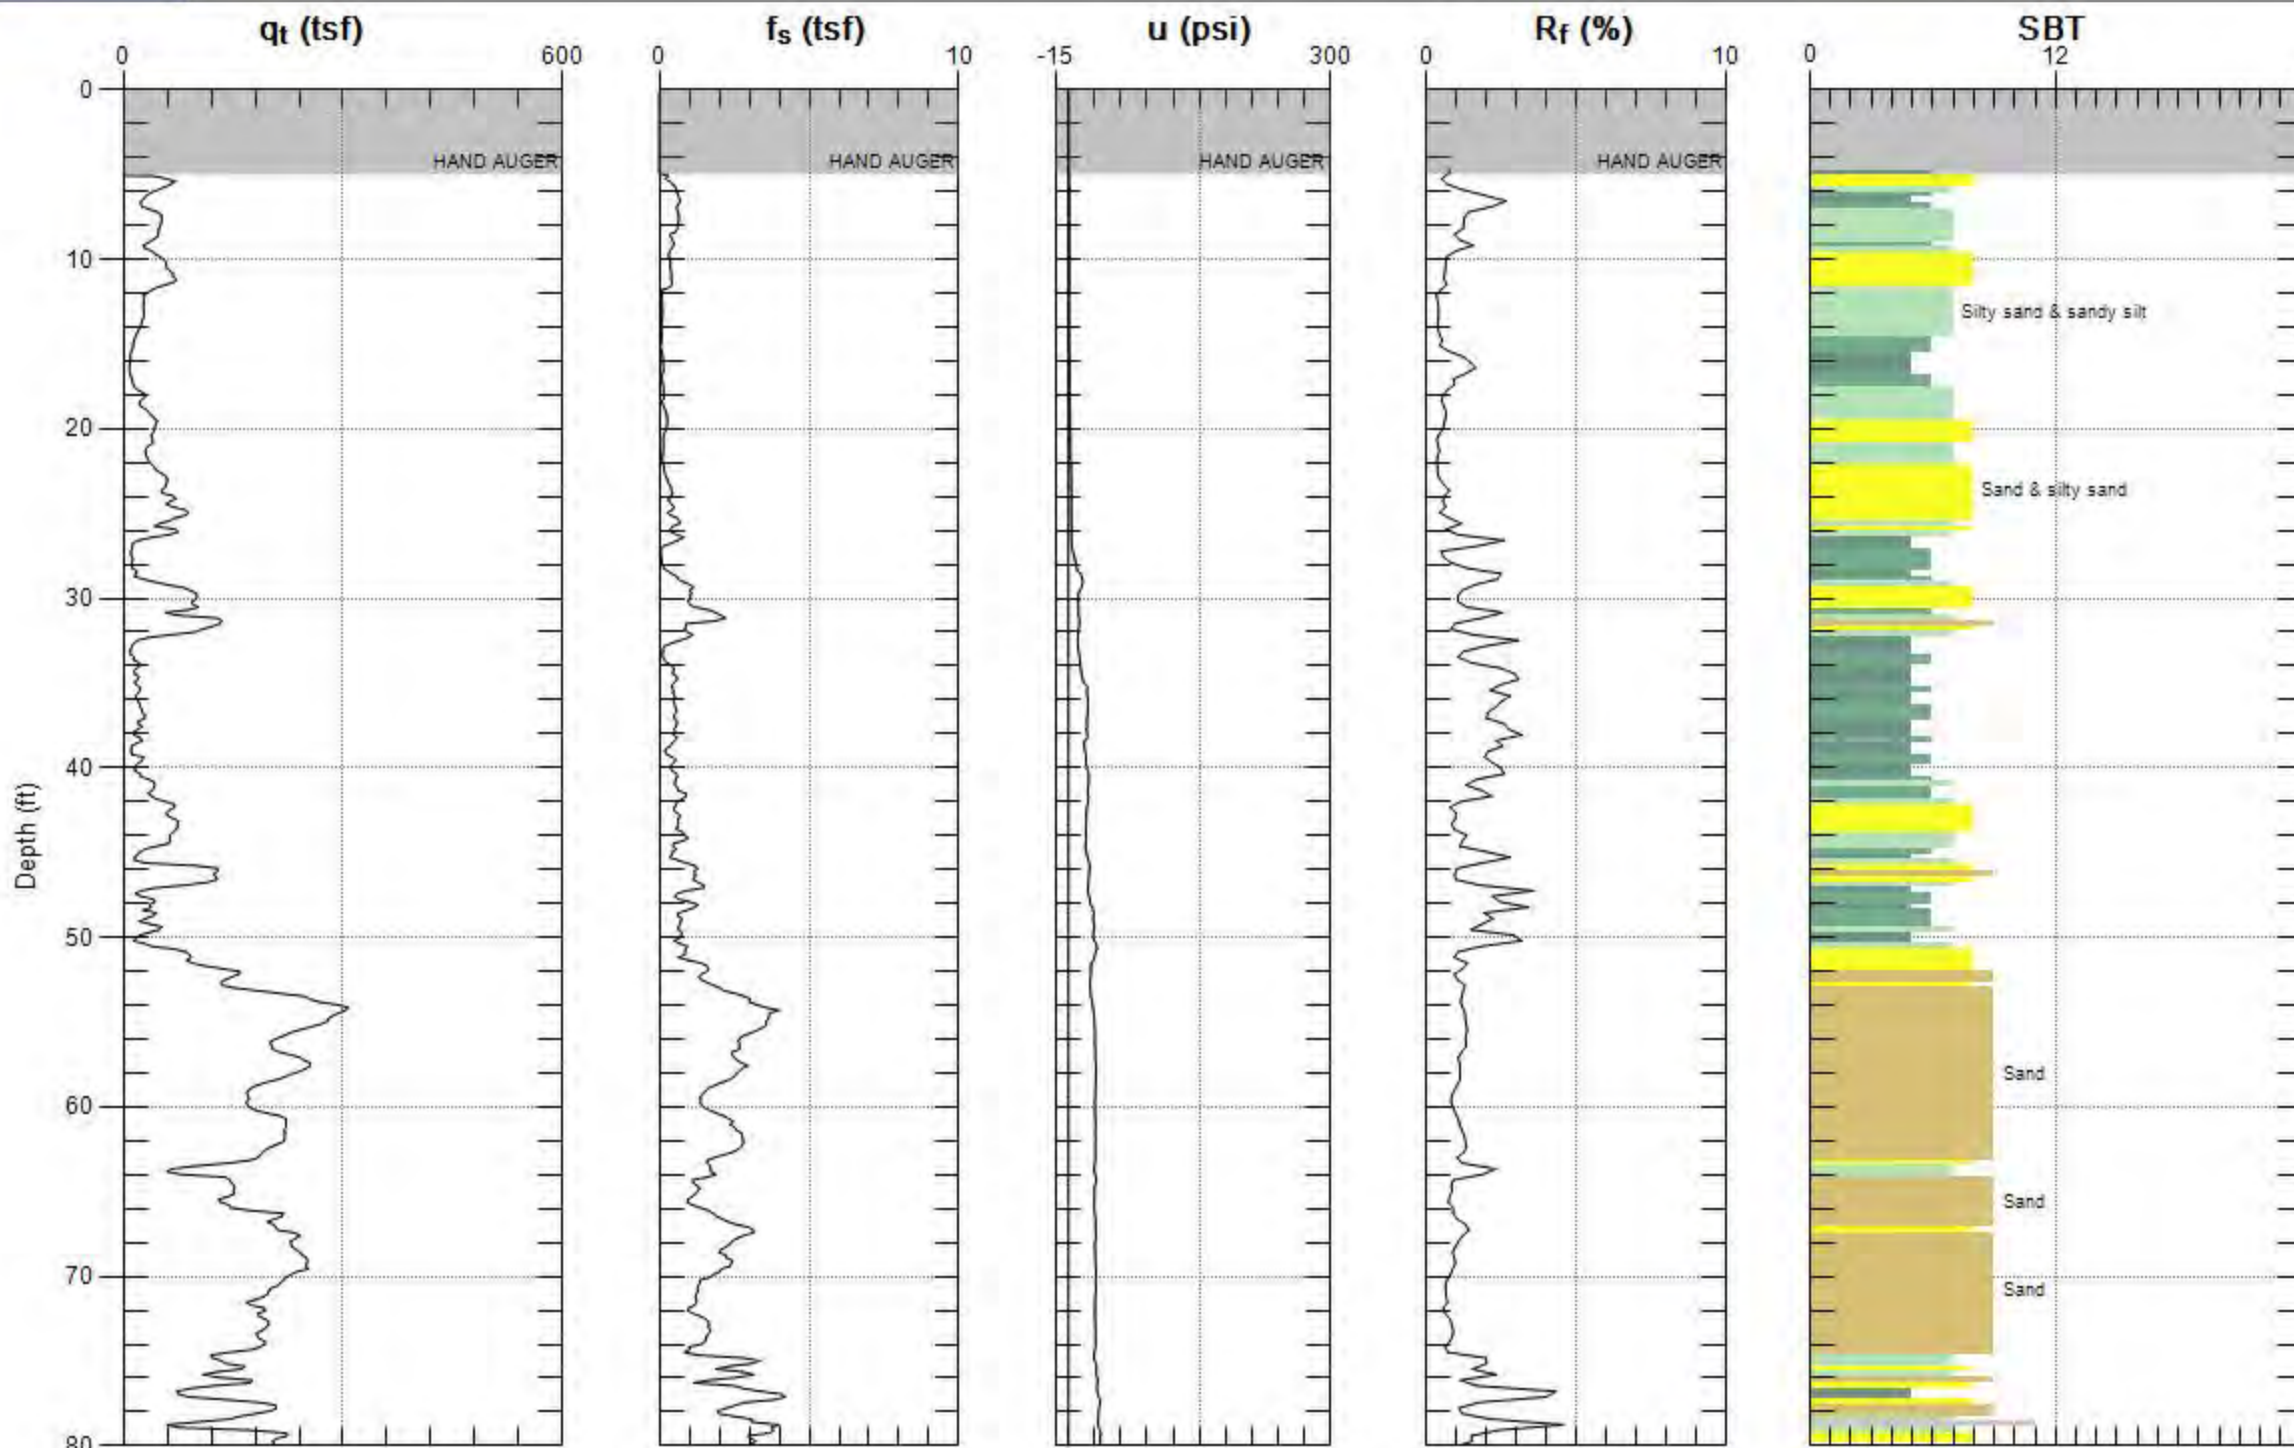 qt (tsf) fs (tsf) u (psi) Rf (%) SBT
0 600 0 10 -15 300 0 10 0 12
0
HAND AUGER HAND AUGER HAND AUGER HAND AUGER
10
Silty sand & sandy silt
20
Sand & silty sand
30
40
Depth (ft)
50
Sand
60
Sand
70
Sand
80